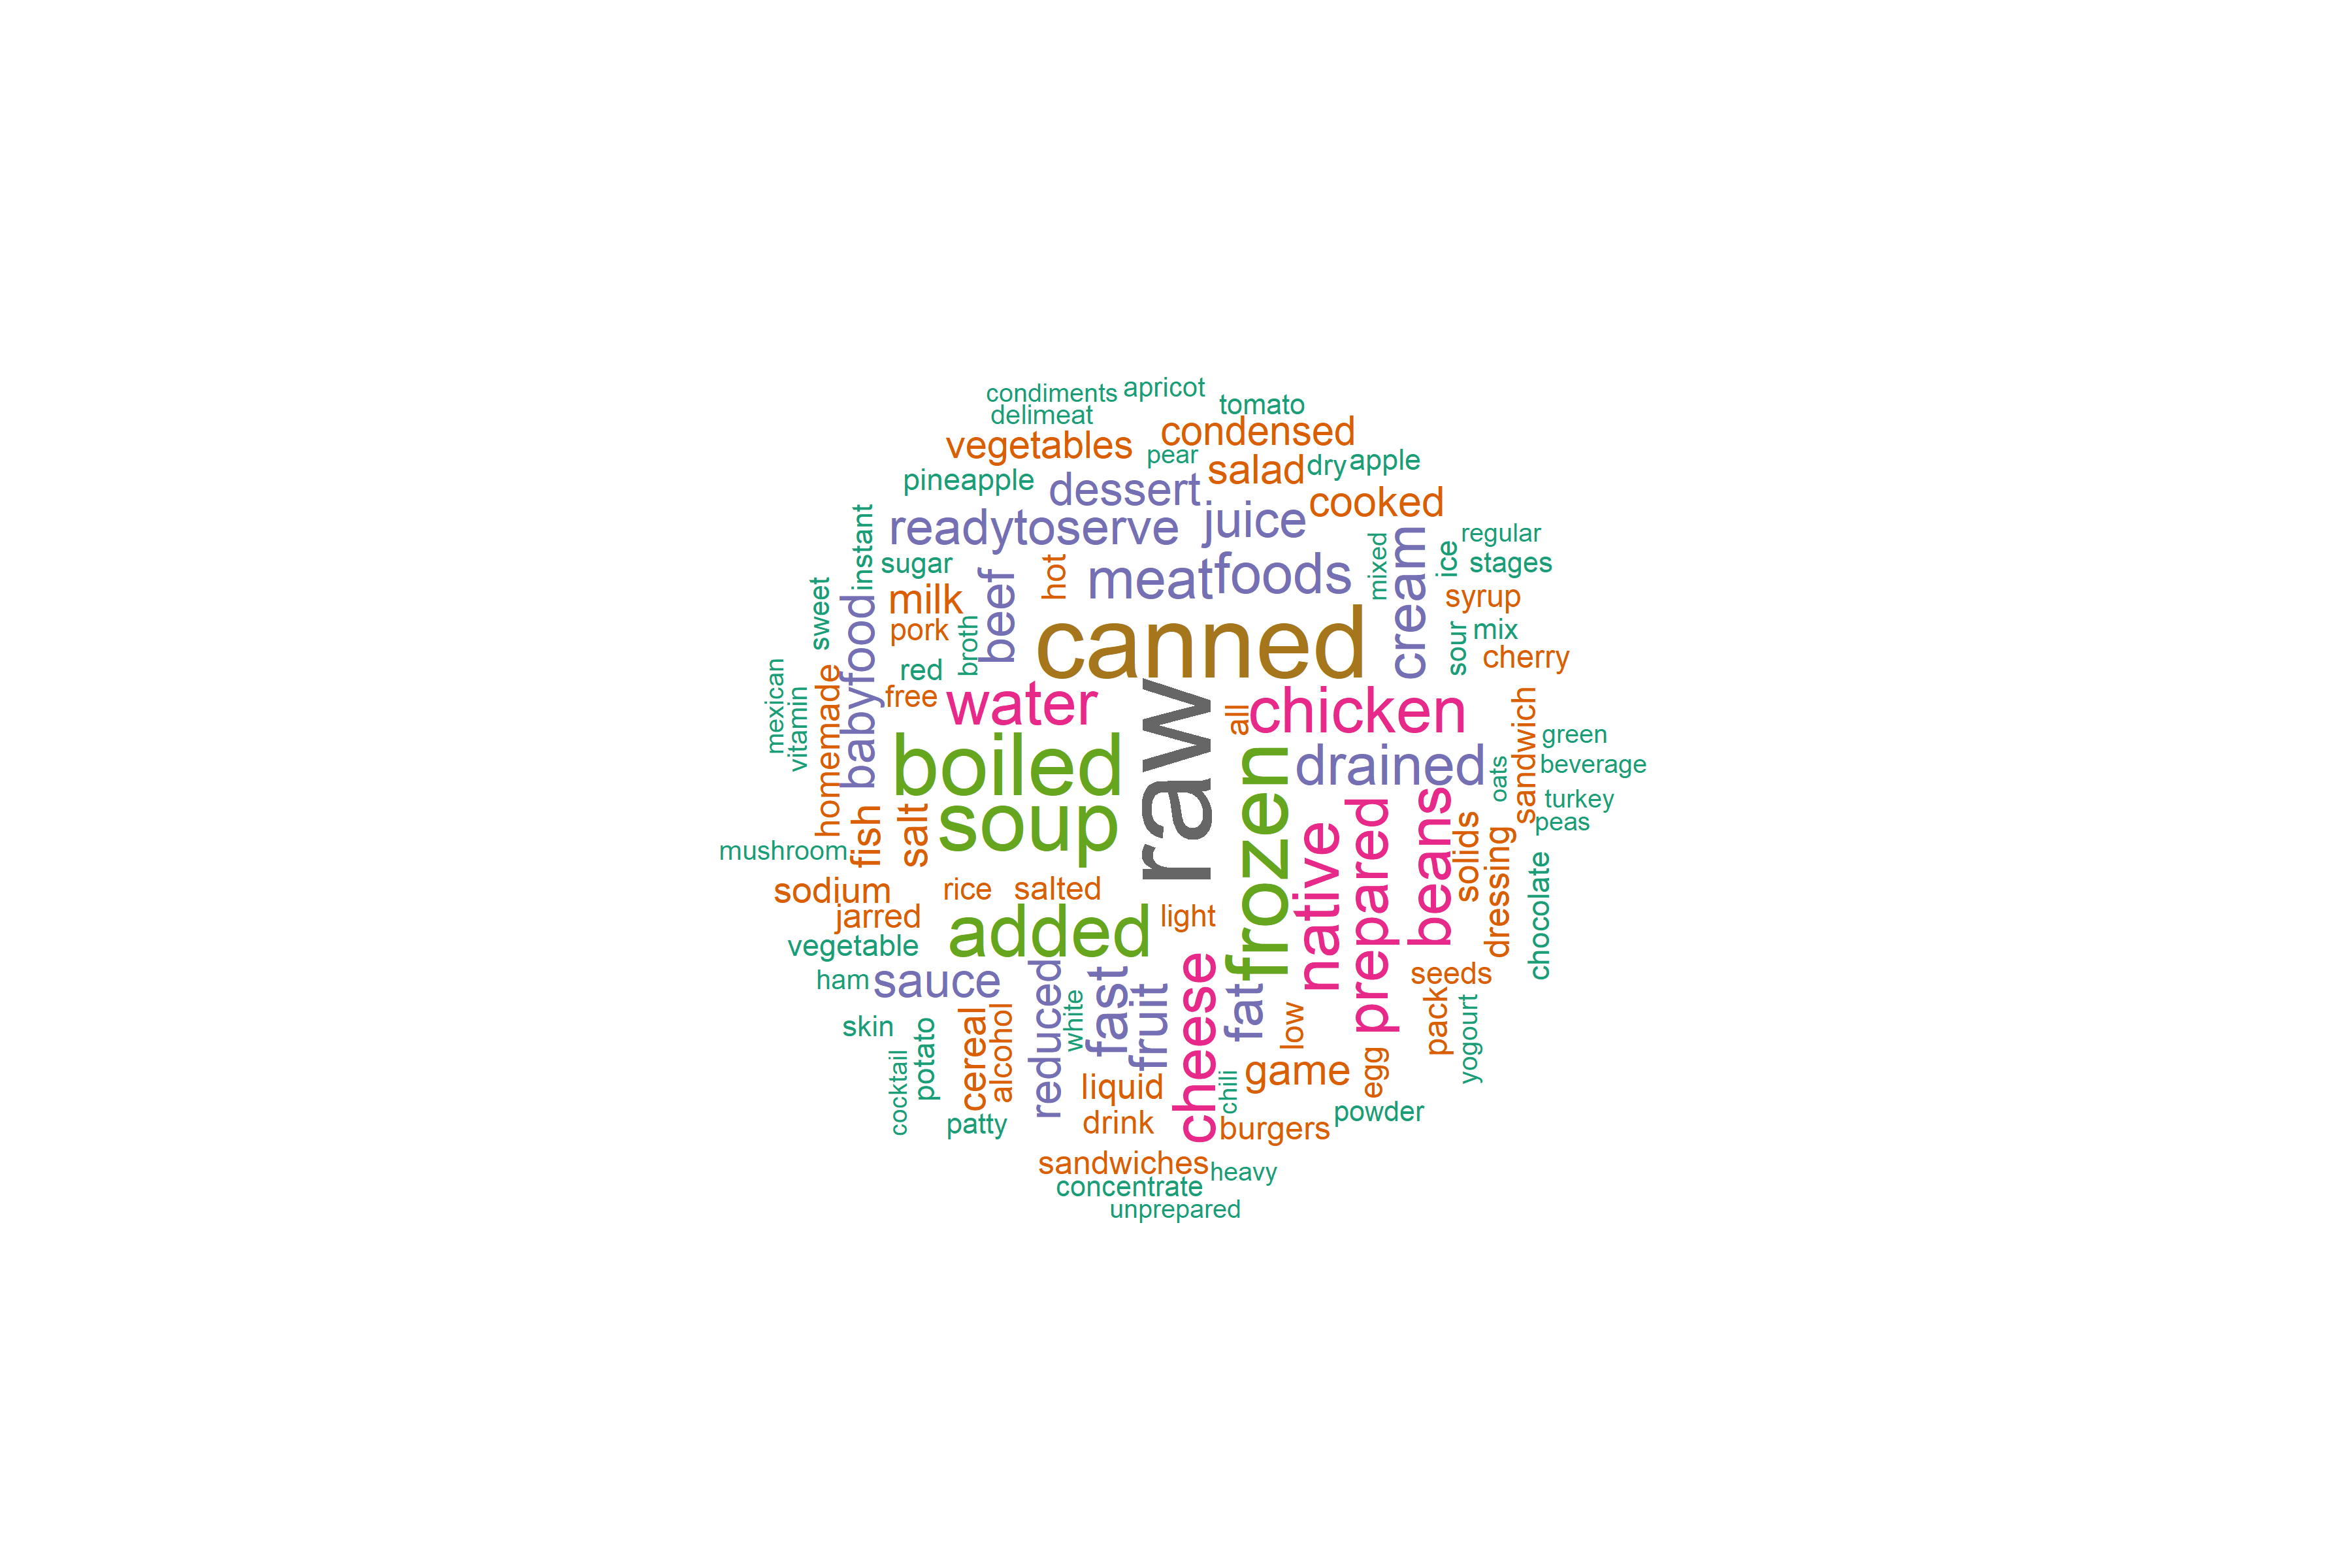 condiments
apricot
delimeat
tomato
vegetables
condensed
pear
salad
dry
apple
pineapple
dessert
cooked
readytoserve
juice
instant
sugar
hot
meat
foods
mixed
cream
ice
regular
stages
sweet
milk
beef
syrup
pork
broth
babyfood
canned
sour
mix
red
cherry
mexican
vitamin
homemade
free
water
raw
all
chicken
sandwich
green
boiled
frozen
drained
oats
beverage
turkey
peas
mushroom
fish
salt
soup
native
prepared
beans
solids
dressing
chocolate
sodium
rice
salted
jarred
light
vegetable
added
ham
sauce
reduced
white
fast
fruit
cheese
fat
low
seeds
pack
yogourt
skin
potato
cereal
alcohol
cocktail
liquid
chili
game
egg
patty
drink
burgers
powder
sandwiches
heavy
concentrate
unprepared